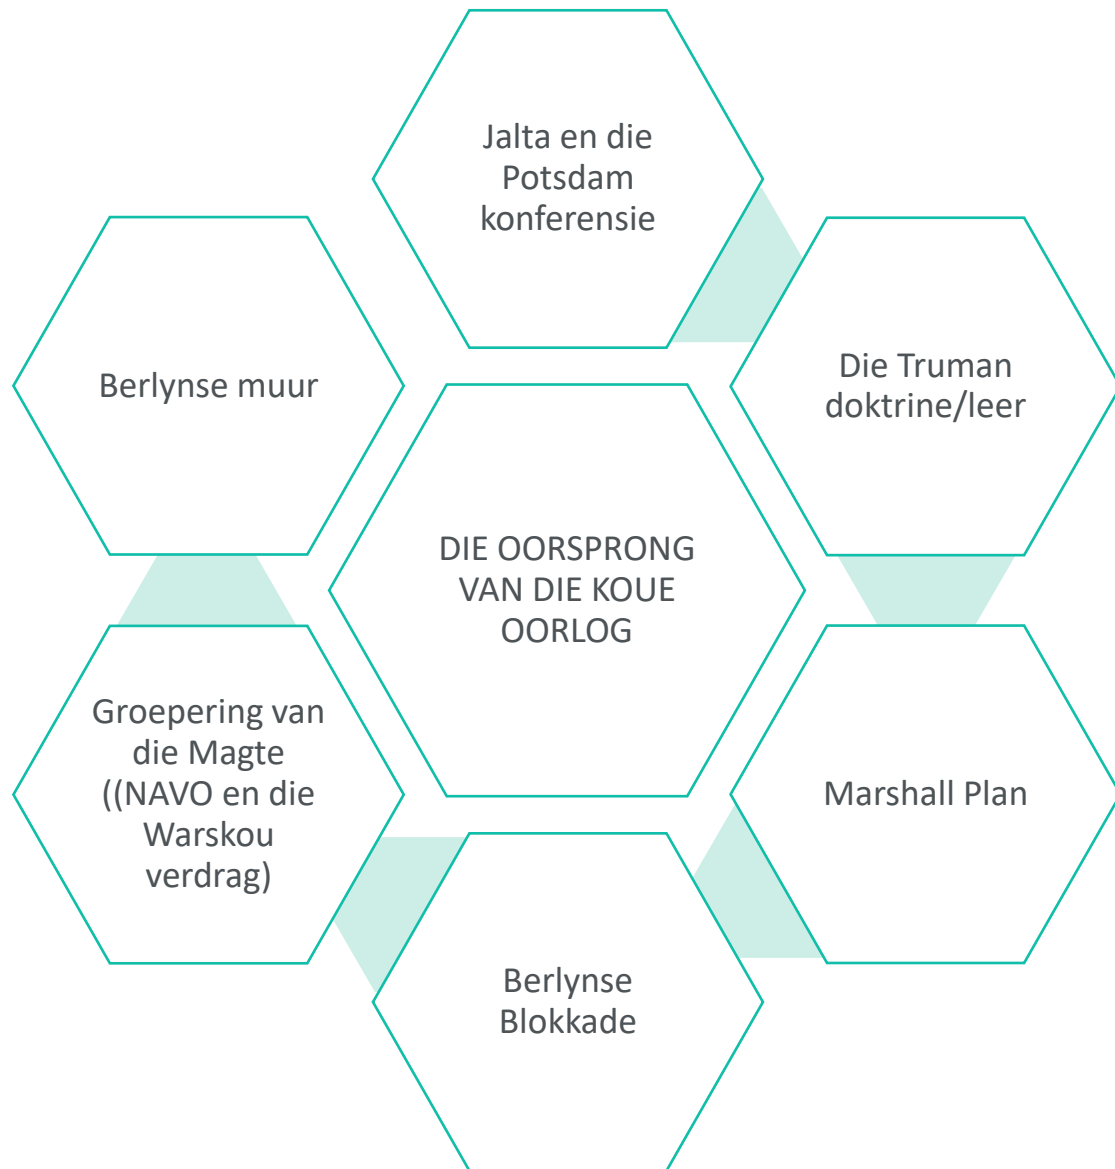 Jalta en die
Potsdam
konferensie
Die Truman
doktrine/leer
Marshall Plan
Berlynse
Blokkade
Groepering van
die Magte
((NAVO en die
Warskou
verdrag)
Berlynse muur
DIE OORSPRONG
VAN DIE KOUE
OORLOG